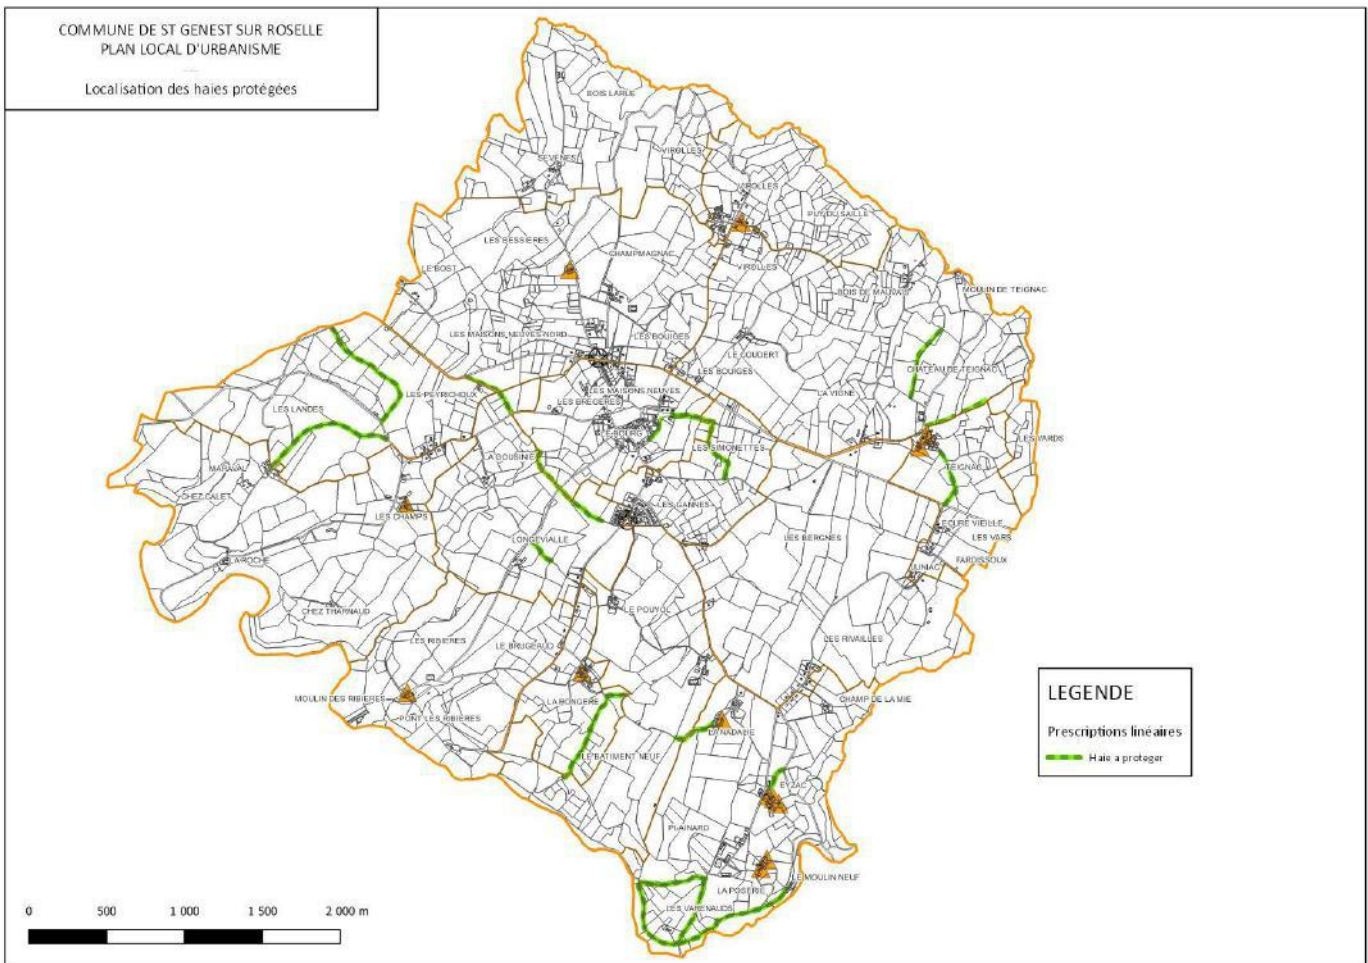 COMMUNE DE ST GENEST SUR ROSELLE
PLAN LOCAL D'URBANISME
Localisation des haies protégées
BOIS LARUE
VIROLLES
SEVENES
VIROLLES
PUY DU SAILLE
LES BESSIERES
CHAMPMAGNAC
VIROLLES
LE BOST
BOIS DE MAUVAIS
MOULIN DE TEIGNAC
LES MAISONS NEUVES NORD
LES BOUIGES
LE COUDERT
LES BOUIGES
CHATEAU DE TEIGNAC
LES PEYRICHOUX
LES MAISONS NEUVES
LA VIGNE
LES BREGERES
LES LANDES
LE BOURG
LES VARDS
LES SIMONETTES
LA GOUSINIE
TEIGNAC
MARAVAL
CHEZ CALET
LES GANNES
LES CHAMPS
ECURE VIEILLE
LES BERGNES
LES VARS
LONGEVIALLE
LA ROCHE
FARDISSOUX
JUNIAC
CHEZ THARNAUD
LE POUYOL
LES RIBIERES
LE BRUGEAUD
LES RIVAILLES
MOULIN DES RIBIERES
LA BONGERE
CHAMP DE LA MIE
PONT LES RIBIERES
LA NADALIE
LE BATIMENT NEUF
EYZAC
PLAINARD
LE MOULIN NEUF
LA POSERIE
LES VARENAUDS
LEGENDE
Prescriptions linéaires
Haie a proteger
0 500 1 000 1 500 2 000 m